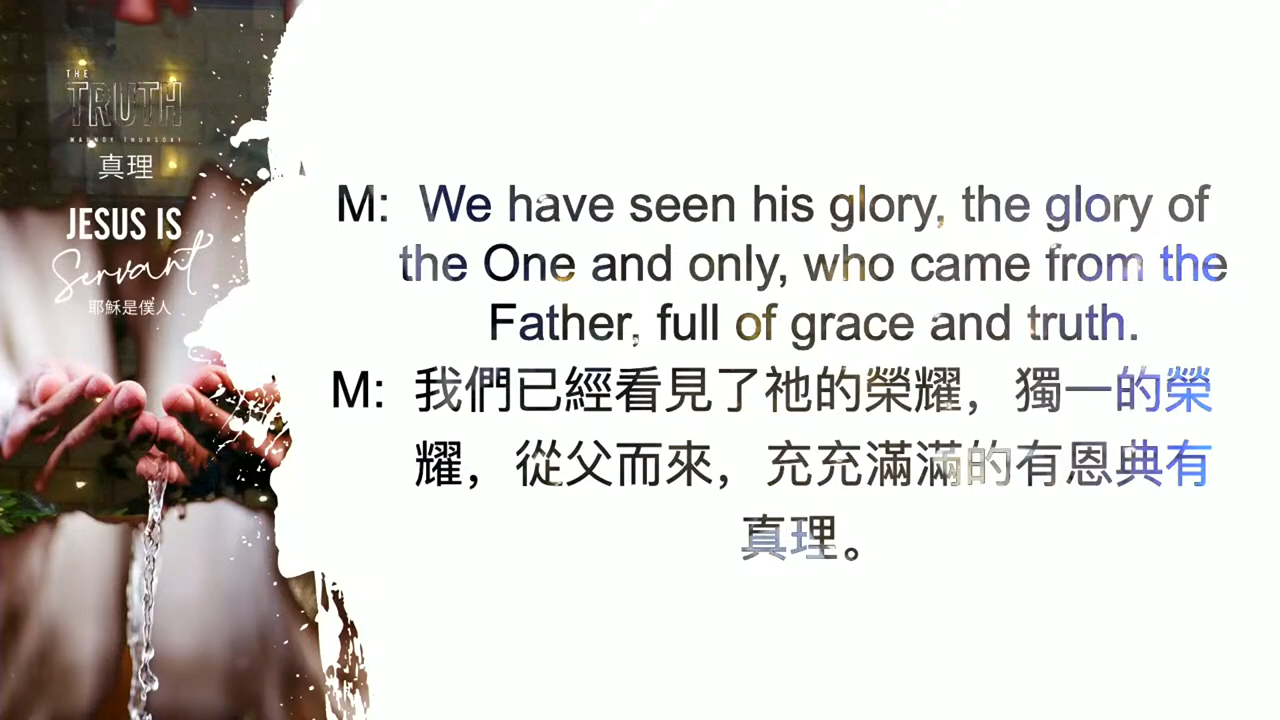 THE
TRUTH
MAUNDY THURSDAY
真理
JESUS IS
Servant
耶穌是僕人
M: We have seen his glory, the glory of
the One and only, who came from the
Father, full of grace and truth.
M: 我們已經看見了祂的榮耀，獨一的榮
耀，從父而來，充充滿滿的有恩典有
真理。